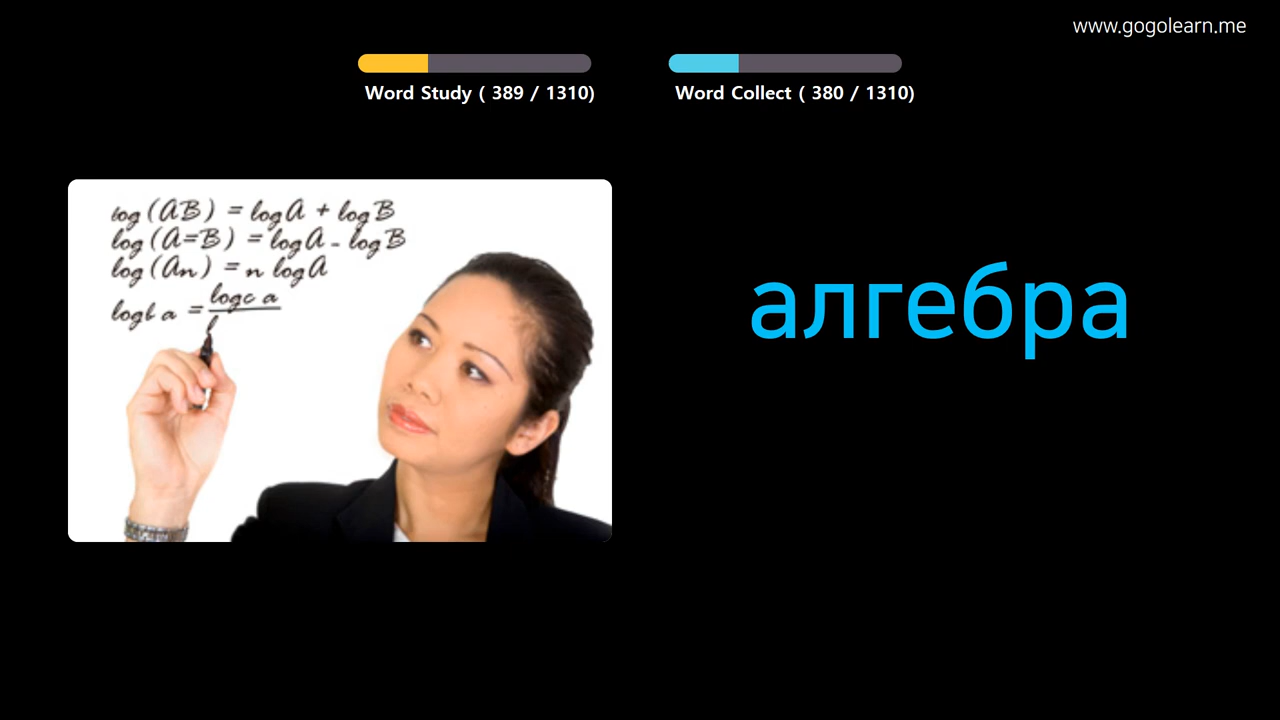 www.gogolearn.me
Word Study ( 389 / 1310)
Word Collect ( 380 / 1310)
log (AB) = log A + log B
log (A=B) = log A - log B
log (An) = n log A
logb a = logc a
алгебра